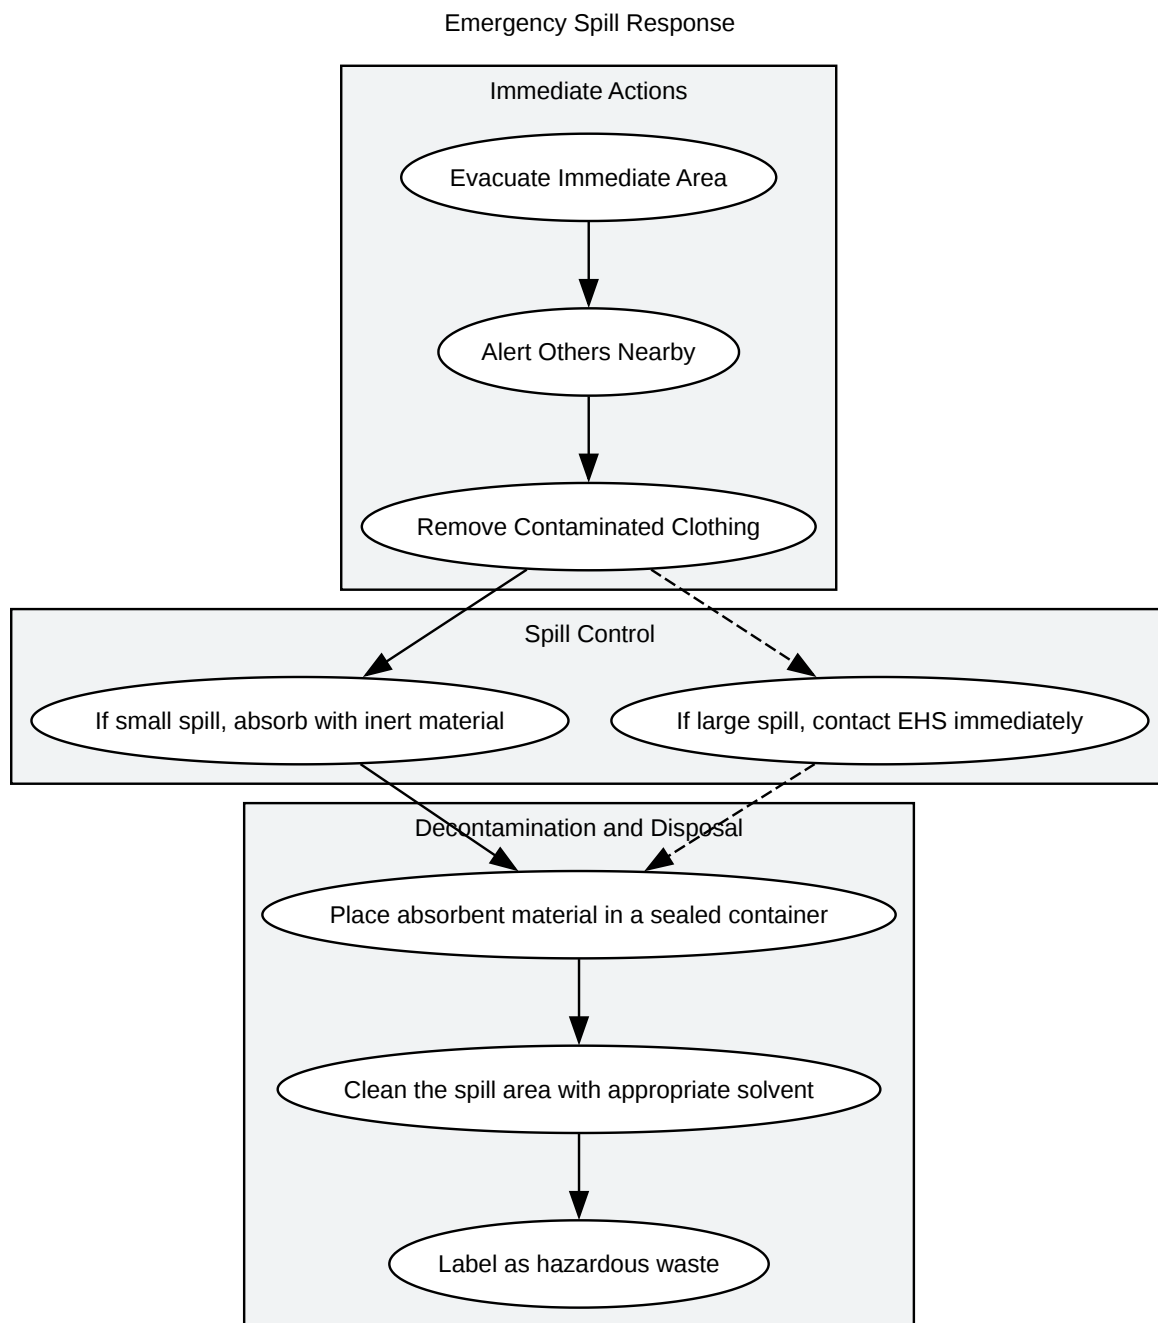 Emergency Spill Response
Immediate Actions
Evacuate Immediate Area
Alert Others Nearby
Remove Contaminated Clothing
Spill Control
If small spill, absorb with inert material
If large spill, contact EHS immediately
Decontamination and Disposal
Place absorbent material in a sealed container
Clean the spill area with appropriate solvent
Label as hazardous waste